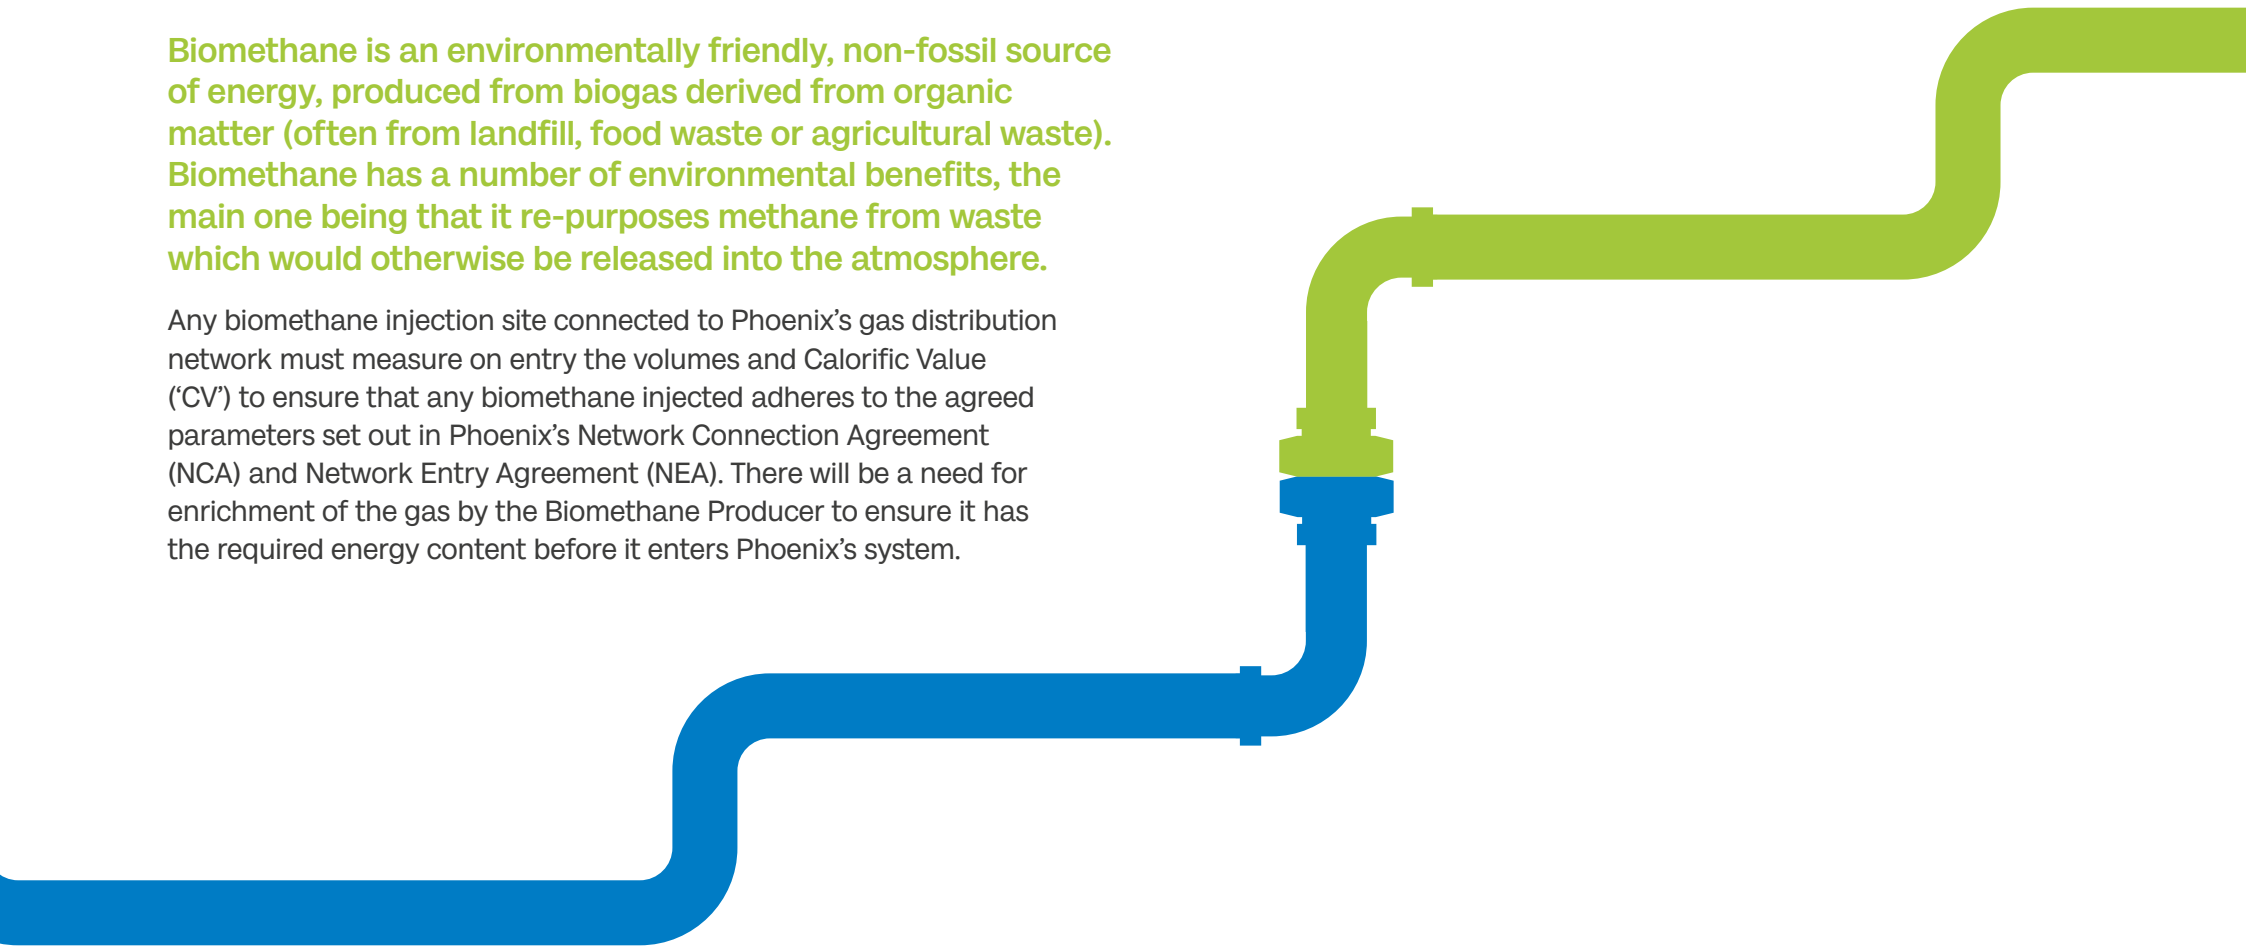 Biomethane is an environmentally friendly, non-fossil source
of energy, produced from biogas derived from organic
matter (often from landfill, food waste or agricultural waste).
Biomethane has a number of environmental benefits, the
main one being that it re-purposes methane from waste
which would otherwise be released into the atmosphere.
Any biomethane injection site connected to Phoenix’s gas distribution
network must measure on entry the volumes and Calorific Value
(‘CV’) to ensure that any biomethane injected adheres to the agreed
parameters set out in Phoenix’s Network Connection Agreement
(NCA) and Network Entry Agreement (NEA). There will be a need for
enrichment of the gas by the Biomethane Producer to ensure it has
the required energy content before it enters Phoenix’s system.